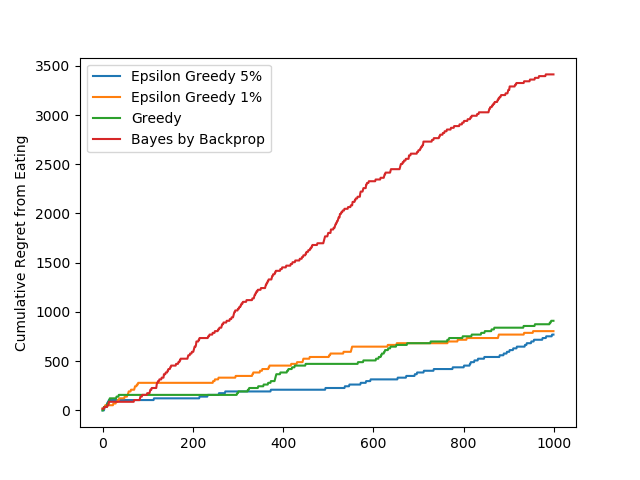 Epsilon Greedy 5%
Epsilon Greedy 1%
Greedy
Bayes by Backprop
Cumulative Regret from Eating
3500
3000
2500
2000
1500
1000
500
0
0 200 400 600 800 1000